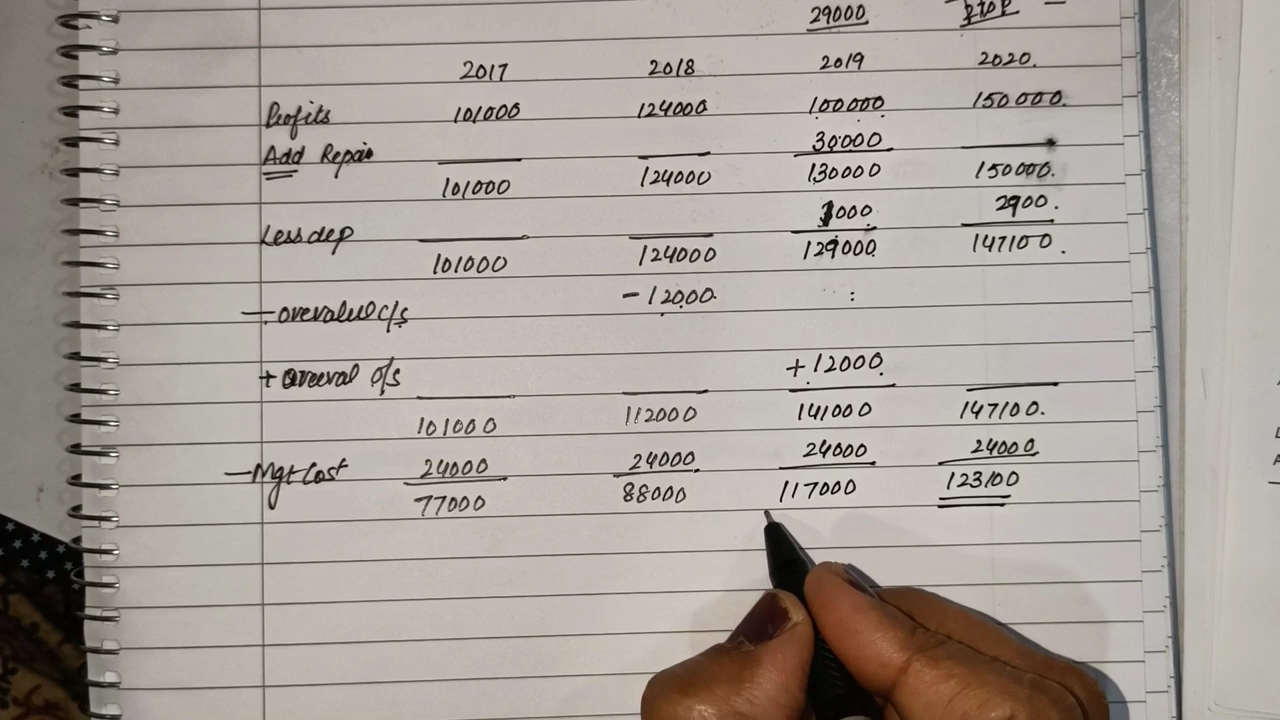 29000
2017 2018 2019 2020.
Profits 101000 124000 100000 150000.
Add Repair 30000
101000 124000 130000 150000.
Less dep 1000 2900.
101000 124000 129000 147100.
- overvalue c/s - 12000.
+ overval o/s + 12000.
101000 112000 141000 147100.
- Mgt Cost 24000 24000 24000 24000
77000 88000 117000 123100